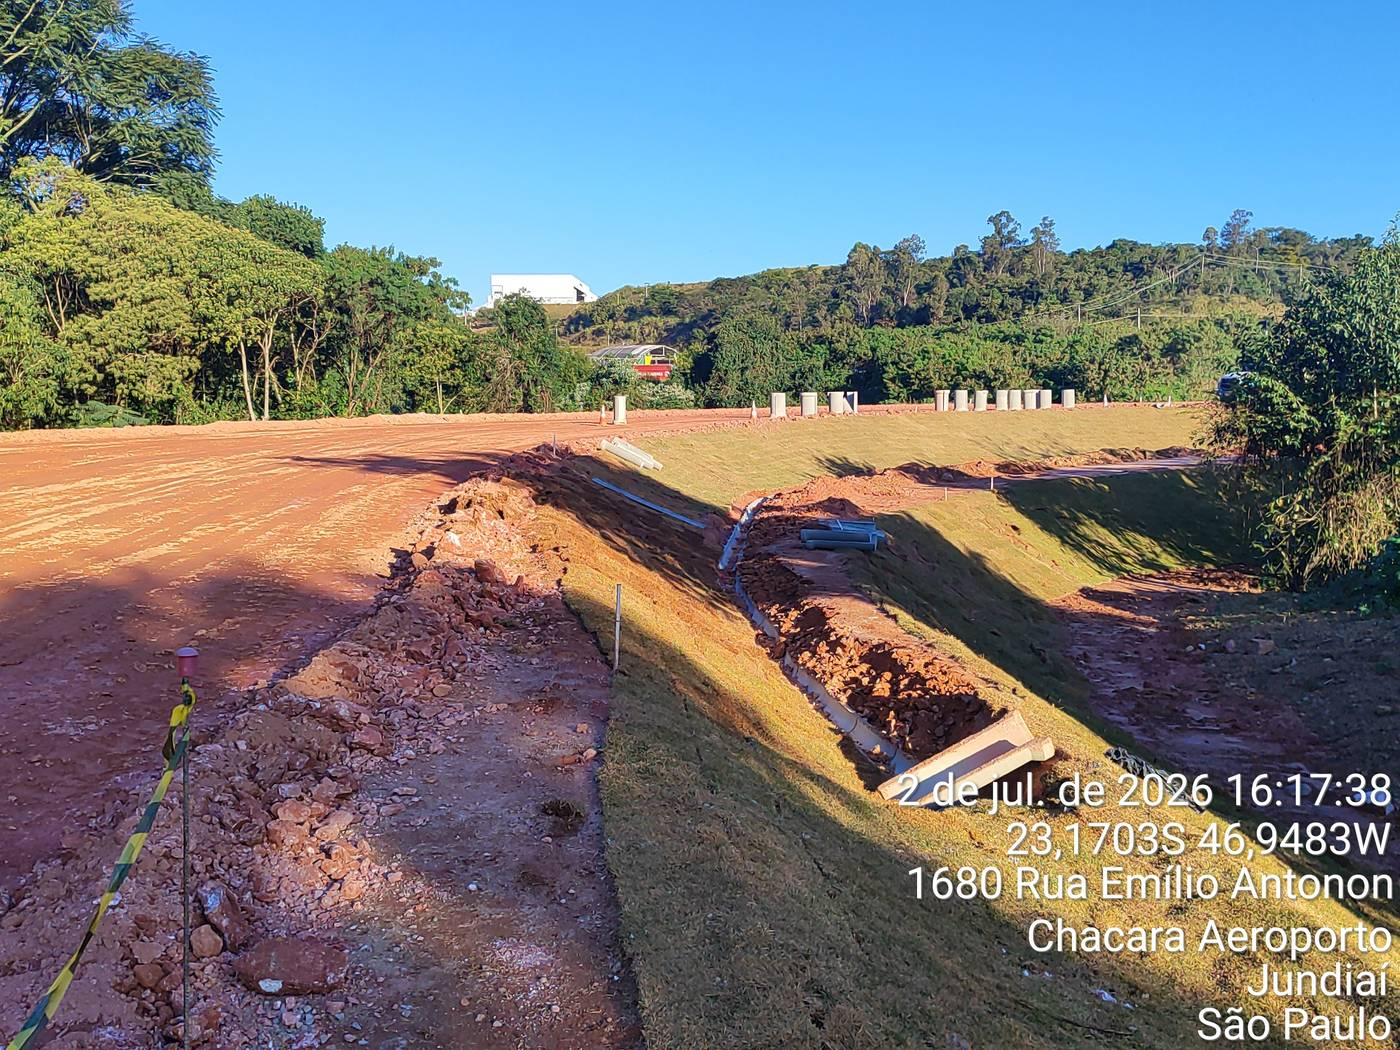 2 de jul. de 2026 16:17:38
23,1703S 46,9483W
1680 Rua Emílio Antonon
Chacara Aeroporto
Jundiaí
São Paulo